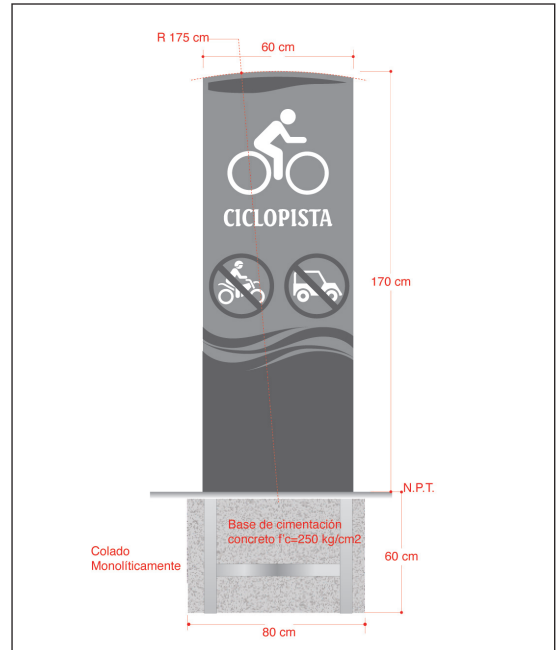 R 175 cm
60 cm
CICLOPISTA
170 cm
N.P.T.
Base de cimentación
concreto f'c=250 kg/cm2
Colado
Monolíticamente
60 cm
80 cm